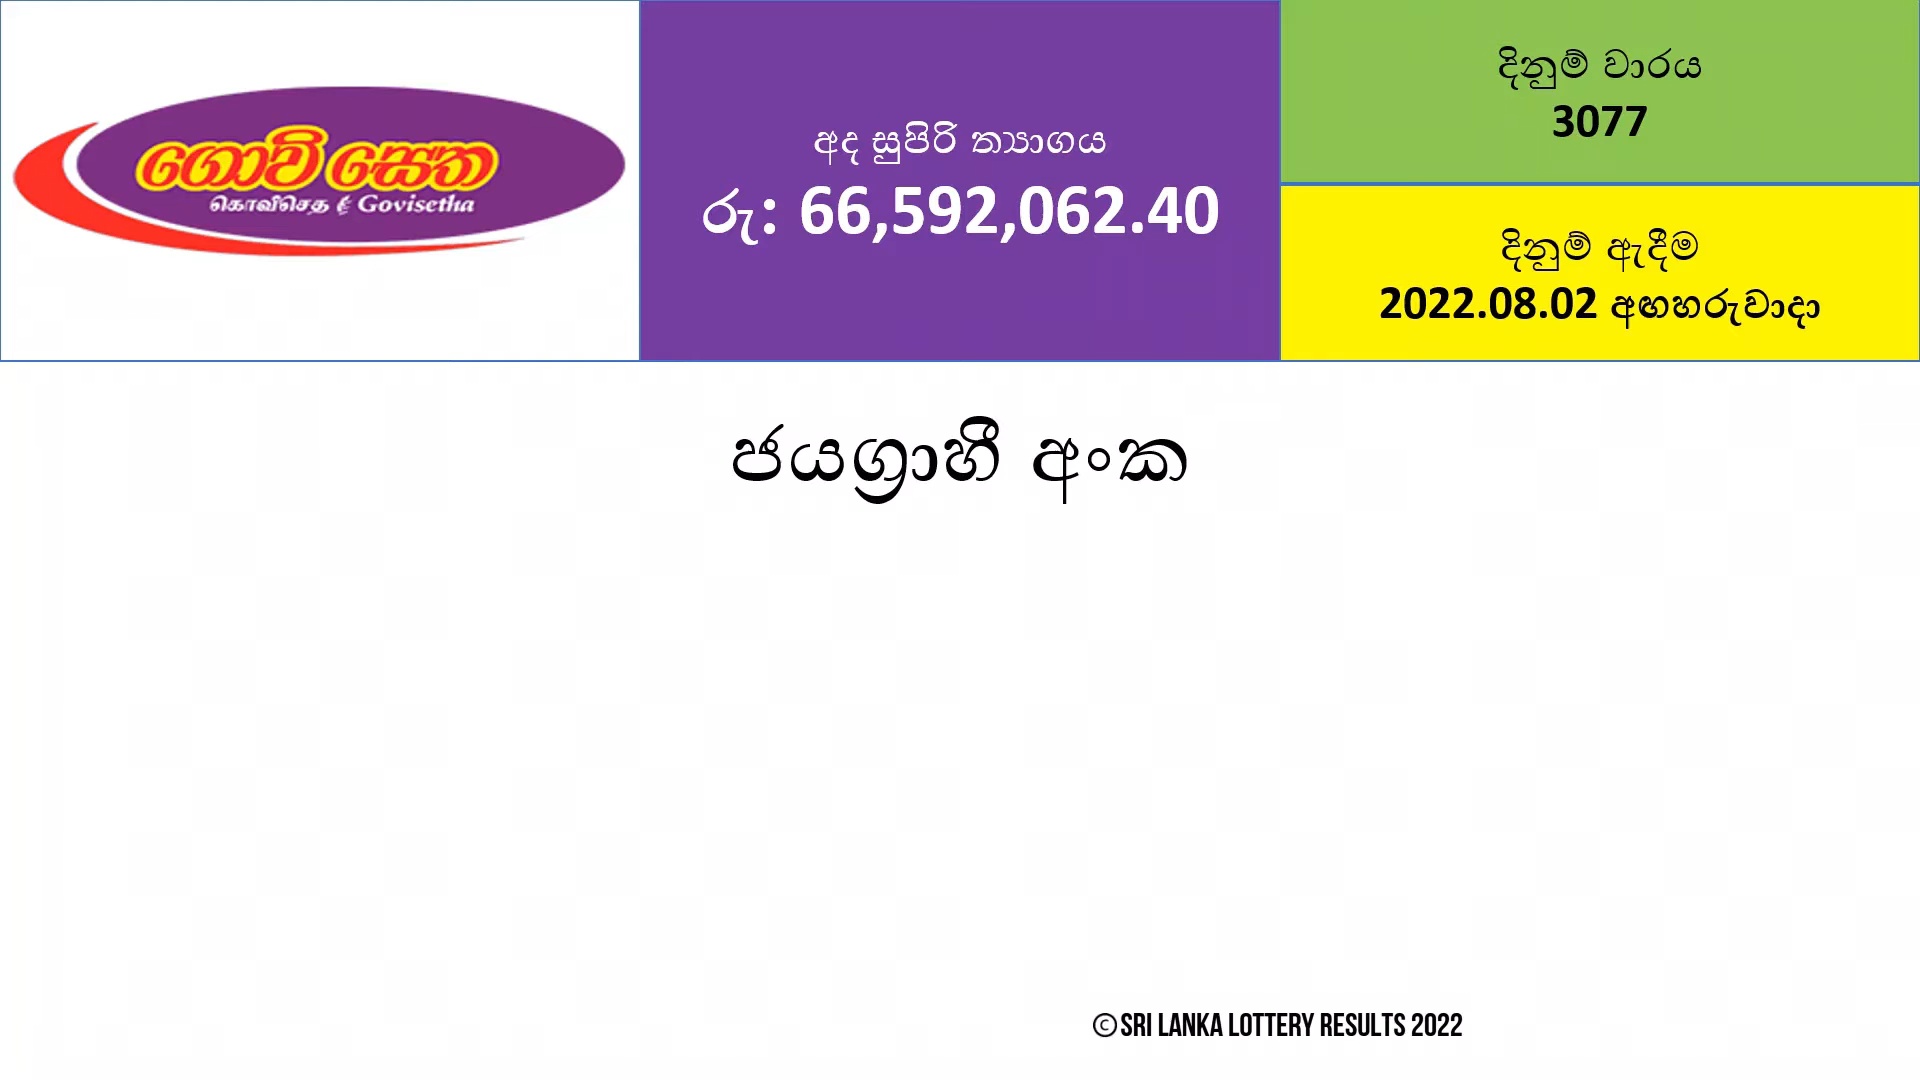 ගොවි සෙත
கொவிசெத Govisetha
අද සුපිරි ත්‍යාගය
රු: 66,592,062.40
දිනුම් වාරය
3077
දිනුම් ඇදීම
2022.08.02 අඟහරුවාදා
ජයග්‍රාහී අංක
© SRI LANKA LOTTERY RESULTS 2022